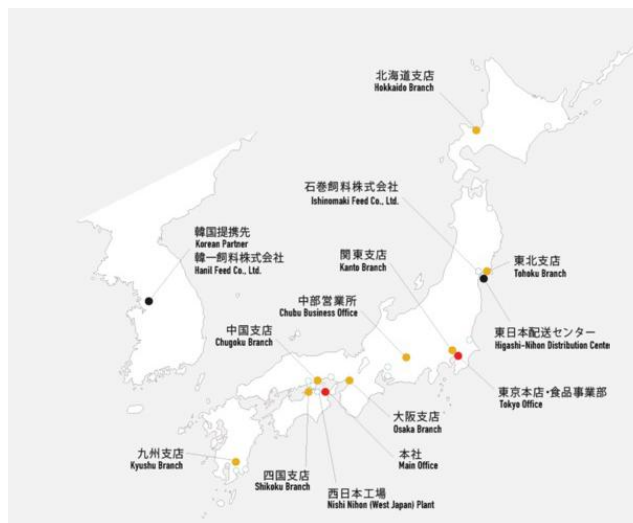 北海道支店
Hokkaido Branch
石巻飼料株式会社
Ishinomaki Feed Co., Ltd.
韓国提携先
Korean Partner
韓一飼料株式会社
Hanil Feed Co., Ltd.
関東支店
Kanto Branch
東北支店
Tohoku Branch
中部営業所
Chubu Business Office
東日本配送センター
Higashi-Nihon Distribution Cente
中国支店
Chugoku Branch
東京本店・食品事業部
Tokyo Office
大阪支店
Osaka Branch
九州支店
Kyushu Branch
本社
Main Office
四国支店
Shikoku Branch
西日本工場
Nishi Nihon (West Japan) Plant